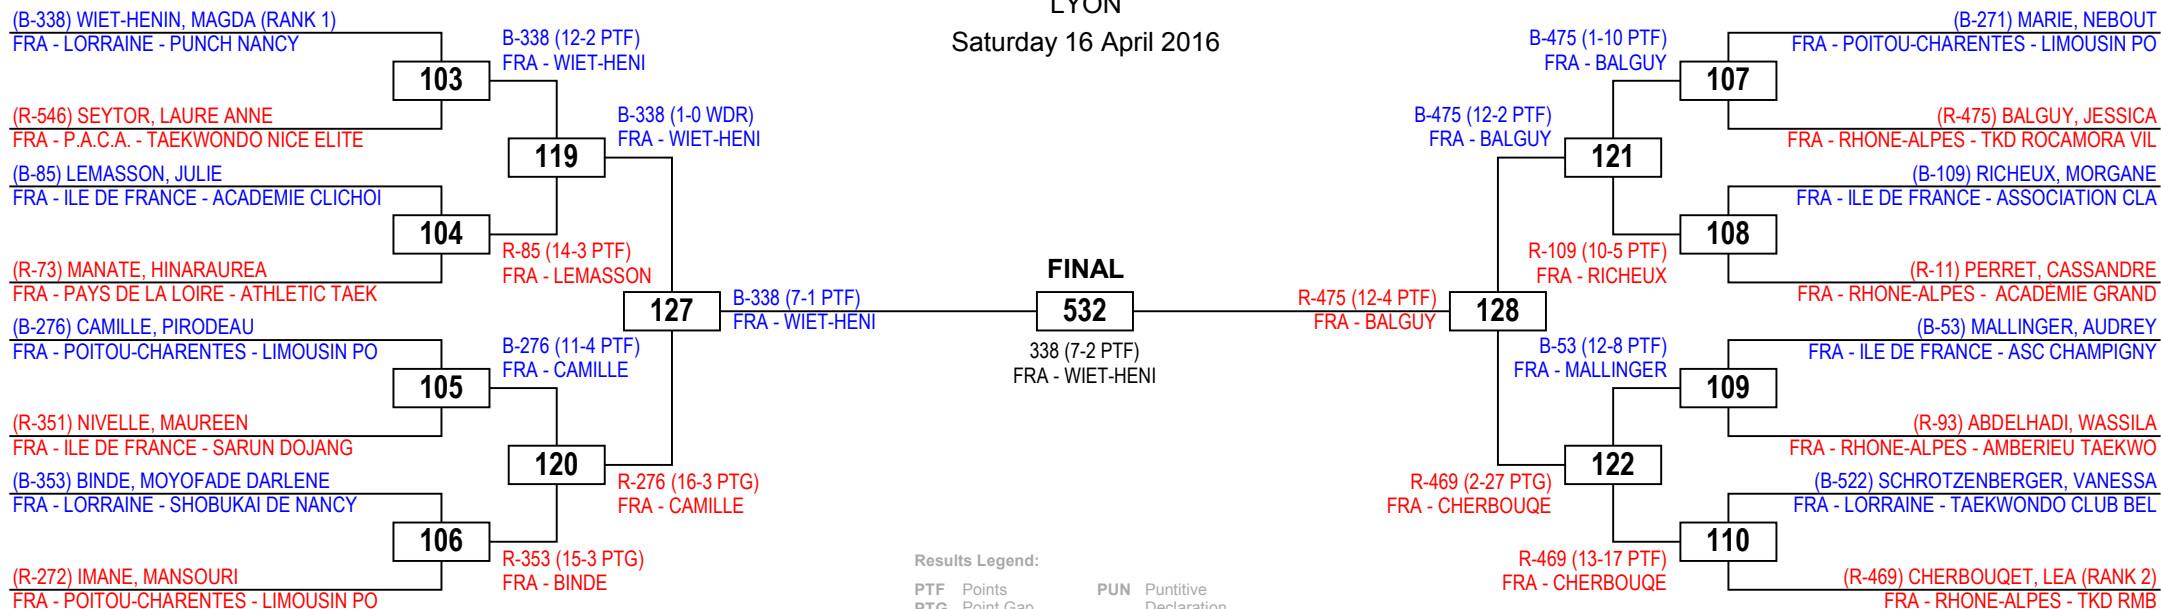 LYON
Saturday 16 April 2016
(B-338) WIET-HENIN, MAGDA (RANK 1)
FRA - LORRAINE - PUNCH NANCY
103
(R-546) SEYTOR, LAURE ANNE
FRA - P.A.C.A. - TAEKWONDO NICE ELITE
(B-85) LEMASSON, JULIE
FRA - ILE DE FRANCE - ACADEMIE CLICHOI
104
(R-73) MANATE, HINARAUREA
FRA - PAYS DE LA LOIRE - ATHLETIC TAEK
(B-276) CAMILLE, PIRODEAU
FRA - POITOU-CHARENTES - LIMOUSIN PO
105
(R-351) NIVELLE, MAUREEN
FRA - ILE DE FRANCE - SARUN DOJANG
(B-353) BINDE, MOYOFADE DARLENE
FRA - LORRAINE - SHOBUKAI DE NANCY
106
(R-272) IMANE, MANSOURI
FRA - POITOU-CHARENTES - LIMOUSIN PO
B-338 (12-2 PTF)
FRA - WIET-HENI
119
R-85 (14-3 PTF)
FRA - LEMASSON
B-276 (11-4 PTF)
FRA - CAMILLE
120
R-353 (15-3 PTG)
FRA - BINDE
B-338 (1-0 WDR)
FRA - WIET-HENI
127
R-276 (16-3 PTG)
FRA - CAMILLE
B-338 (7-1 PTF)
FRA - WIET-HENI
FINAL
532
338 (7-2 PTF)
FRA - WIET-HENI
R-475 (12-4 PTF)
FRA - BALGUY
B-475 (12-2 PTF)
FRA - BALGUY
128
R-469 (2-27 PTG)
FRA - CHERBOUQE
B-475 (1-10 PTF)
FRA - BALGUY
121
R-109 (10-5 PTF)
FRA - RICHEUX
B-53 (12-8 PTF)
FRA - MALLINGER
122
R-469 (13-17 PTF)
FRA - CHERBOUQE
(B-271) MARIE, NEBOUT
FRA - POITOU-CHARENTES - LIMOUSIN PO
107
(R-475) BALGUY, JESSICA
FRA - RHONE-ALPES - TKD ROCAMORA VIL
(B-109) RICHEUX, MORGANE
FRA - ILE DE FRANCE - ASSOCIATION CLA
108
(R-11) PERRET, CASSANDRE
FRA - RHONE-ALPES -  ACADÉMIE GRAND
(B-53) MALLINGER, AUDREY
FRA - ILE DE FRANCE - ASC CHAMPIGNY
109
(R-93) ABDELHADI, WASSILA
FRA - RHONE-ALPES - AMBERIEU TAEKWO
(B-522) SCHROTZENBERGER, VANESSA
FRA - LORRAINE - TAEKWONDO CLUB BEL
110
(R-469) CHERBOUQET, LEA (RANK 2)
FRA - RHONE-ALPES - TKD RMB
Results Legend:
PTF Points PUN Puntitive
PTG Point Gap Declaration